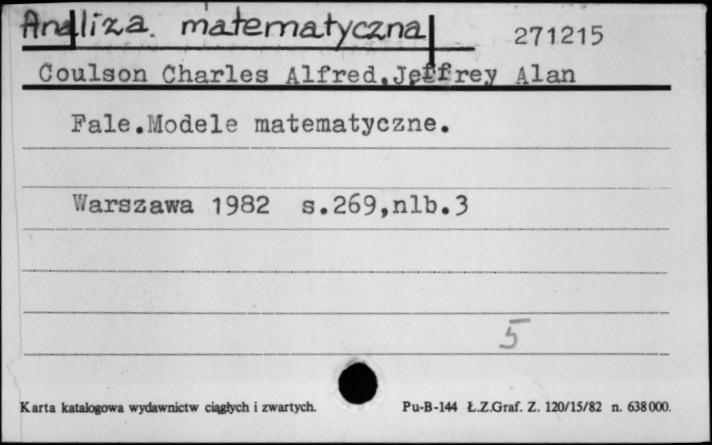 Analiza matematyczna
271215
Coulson Charles Alfred,Jeffrey Alan
Fale.Modele matematyczne.
Warszawa 1982 s.269,nlb.3
5
Karta katalogowa wydawnictw ciągłych i zwartych. Pu-B-144 Ł.Z.Graf. Z. 120/15/82 n. 638000.